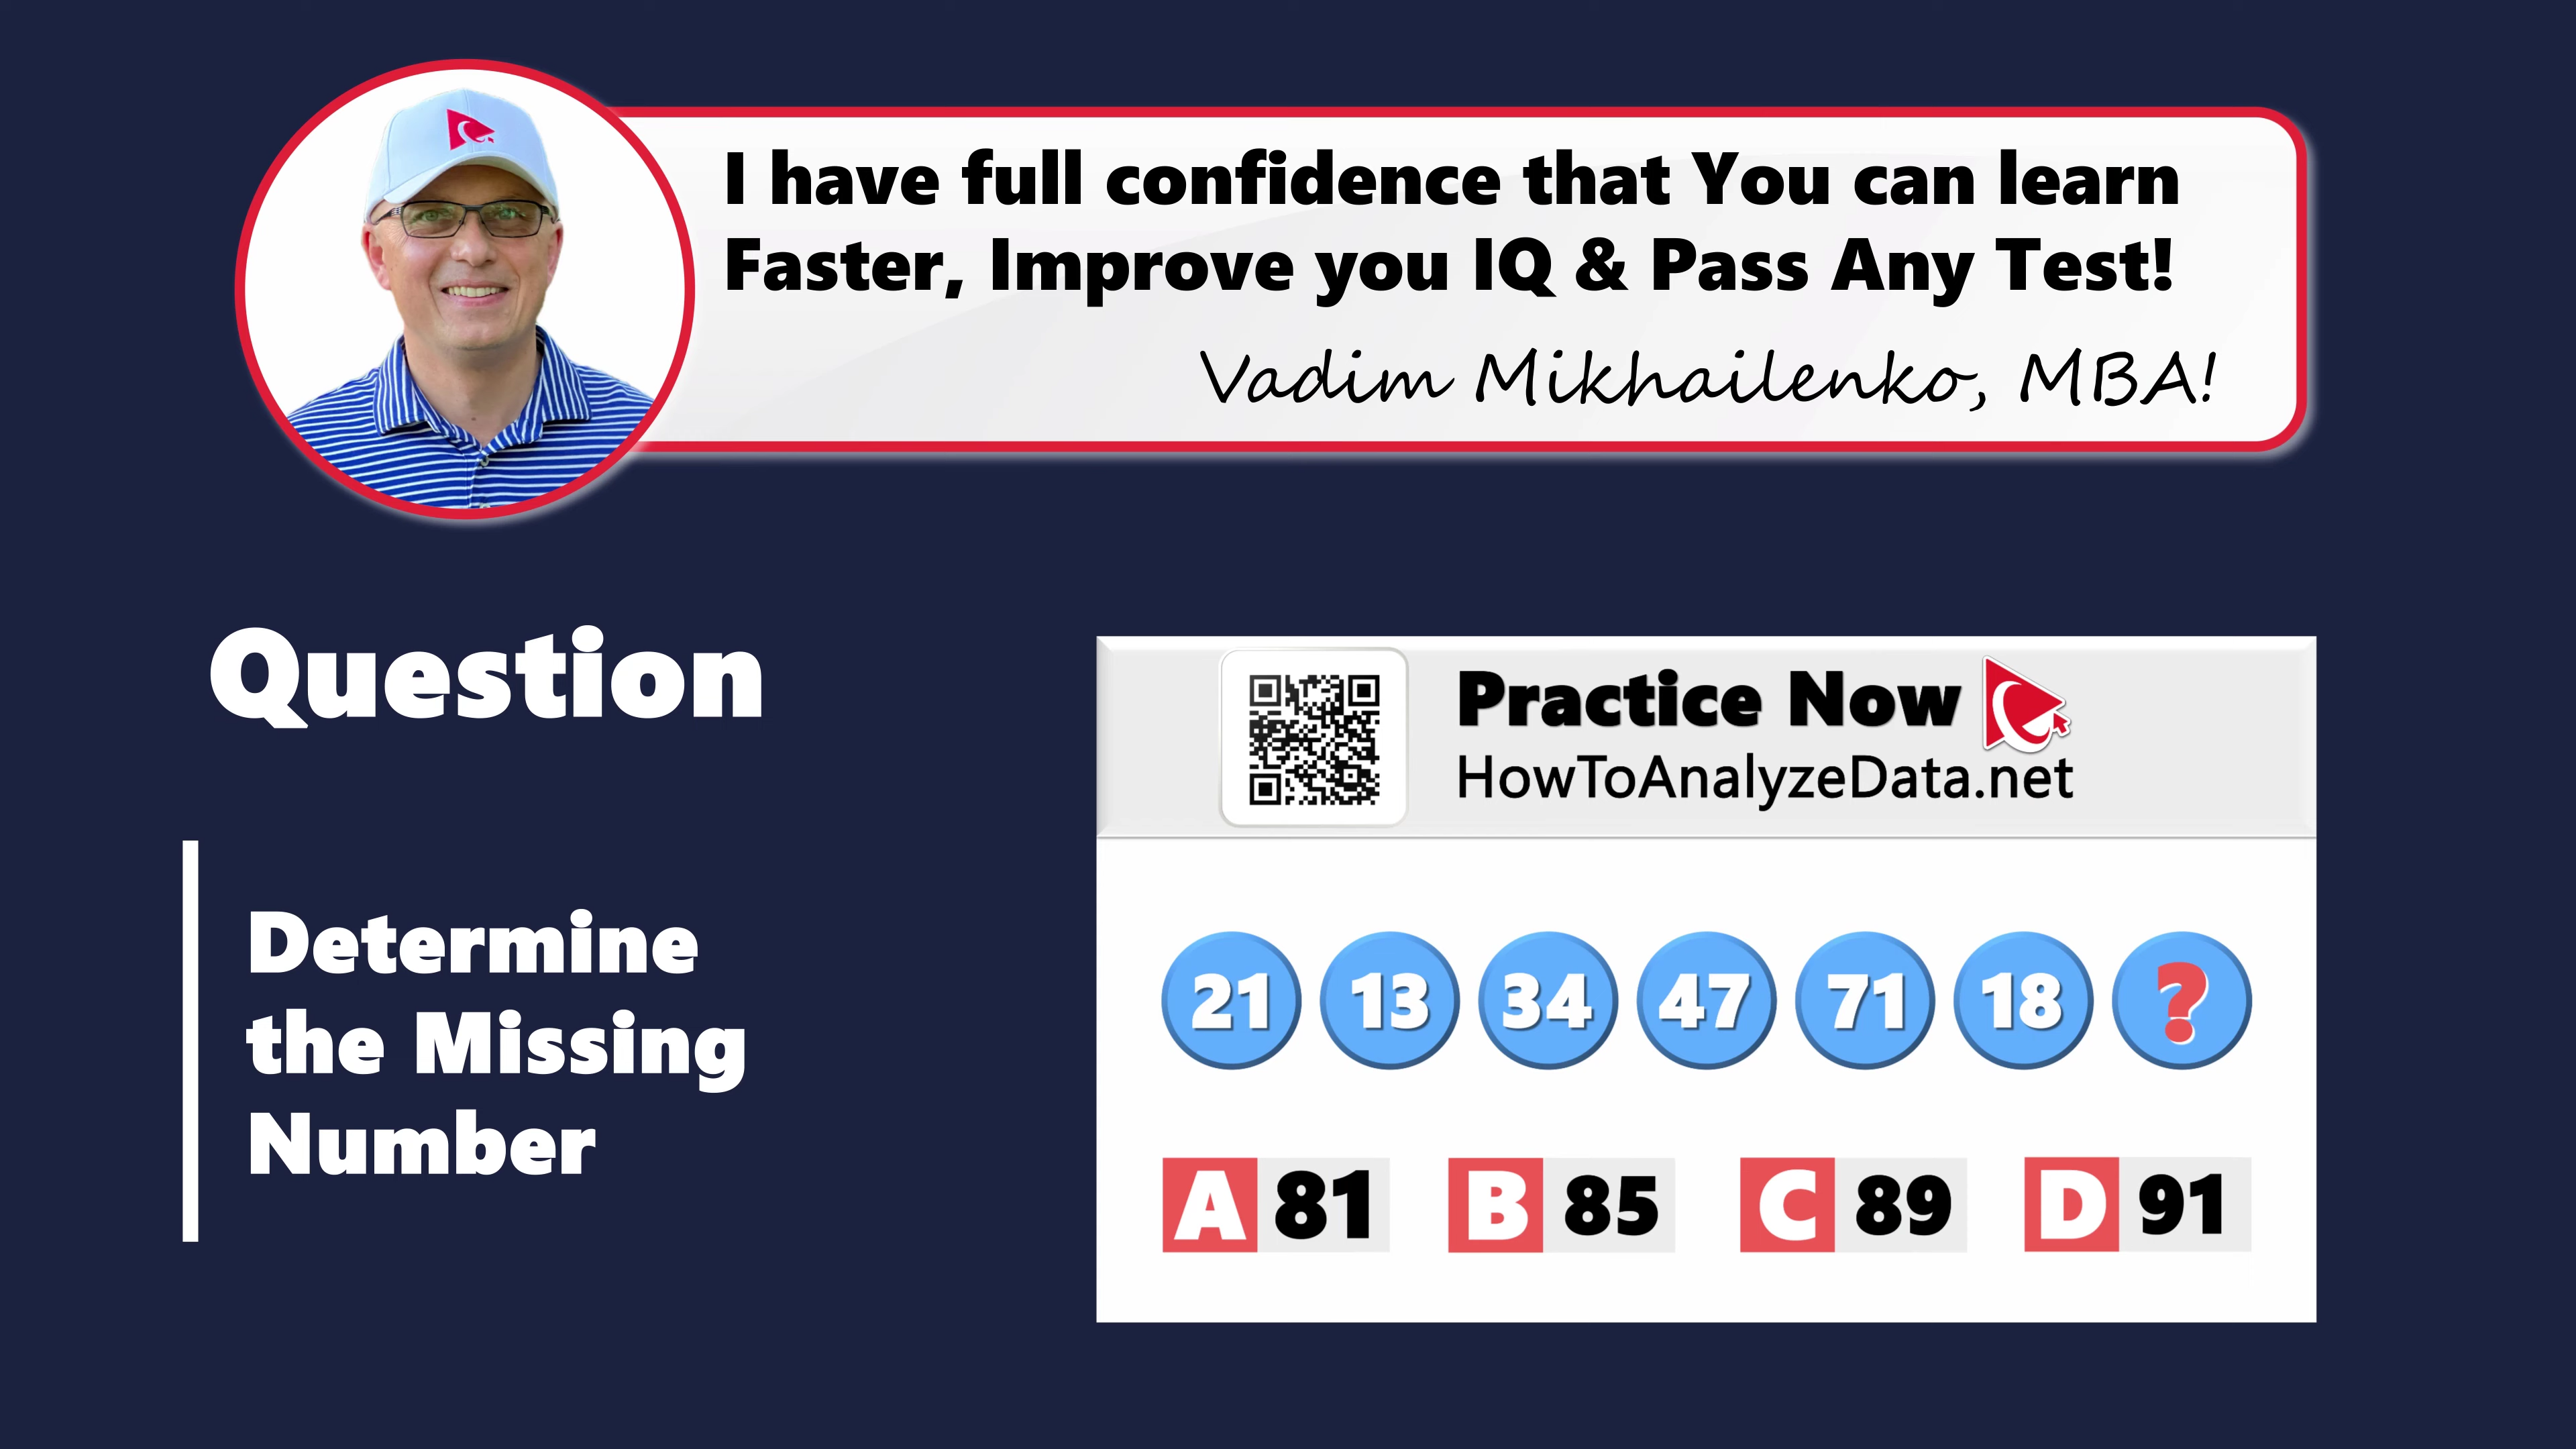 I have full confidence that You can learn
Faster, Improve you IQ & Pass Any Test!
Vadim Mikhailenko, MBA!
Question
Determine
the Missing
Number
Practice Now
HowToAnalyzeData.net
21 13 34 47 71 18 ?
A 81 B 85 C 89 D 91